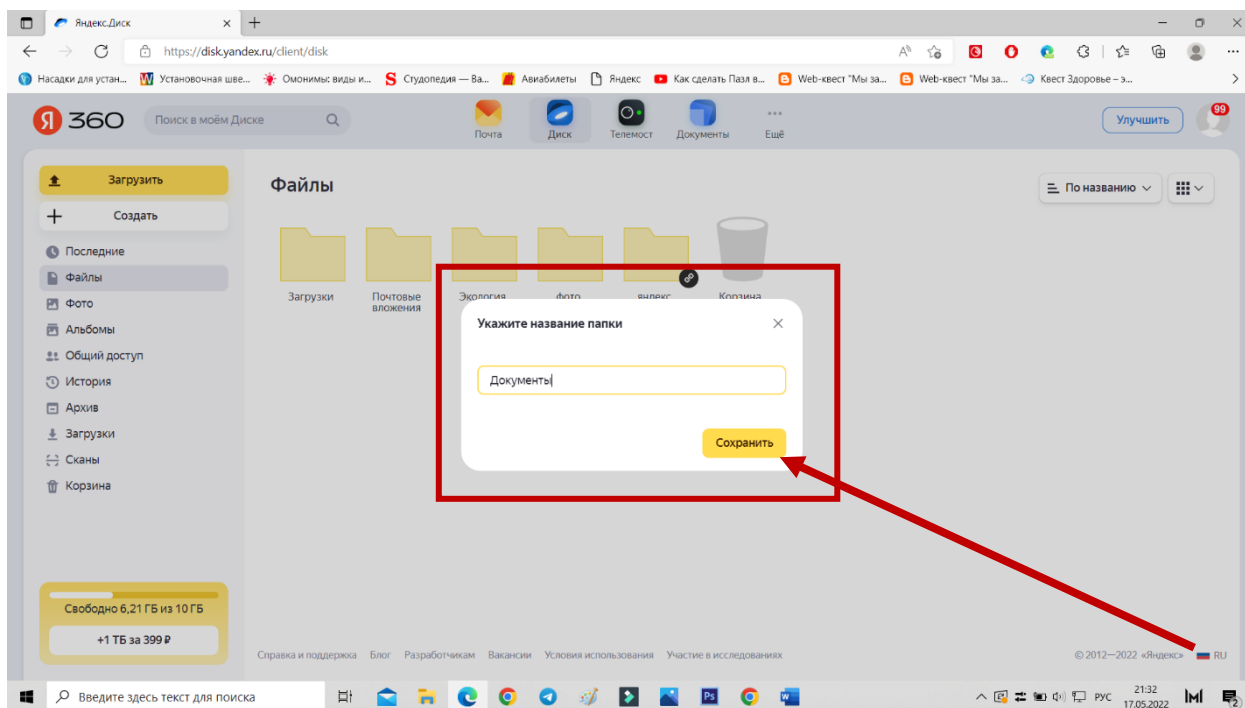 Яндекс.Диск
https://disk.yandex.ru/client/disk
Насадки для устан...
Установочная шве...
Омонимы: виды и...
Студопедия — Ва...
Авиабилеты
Яндекс
Как сделать Пазл в...
Web-квест "Мы за...
Web-квест "Мы за...
Квест Здоровье – э...
Я 360
Поиск в моём Диске
Почта
Диск
Телемост
Документы
Ещё
Улучшить
99
Загрузить
Создать
Последние
Файлы
Фото
Альбомы
Общий доступ
История
Архив
Загрузки
Сканы
Корзина
Свободно 6,21 ГБ из 10 ГБ
+1 ТБ за 399 ₽
Файлы
По названию
Загрузки
Почтовые
вложения
Экология
фото
яндекс
Корзина
Укажите название папки
Документы
Сохранить
Справка и поддержка Блог Разработчикам Вакансии Условия использования Участие в исследованиях
© 2012—2022 «Яндекс»
RU
Введите здесь текст для поиска
Ps
РУС
21:32
17.05.2022
2